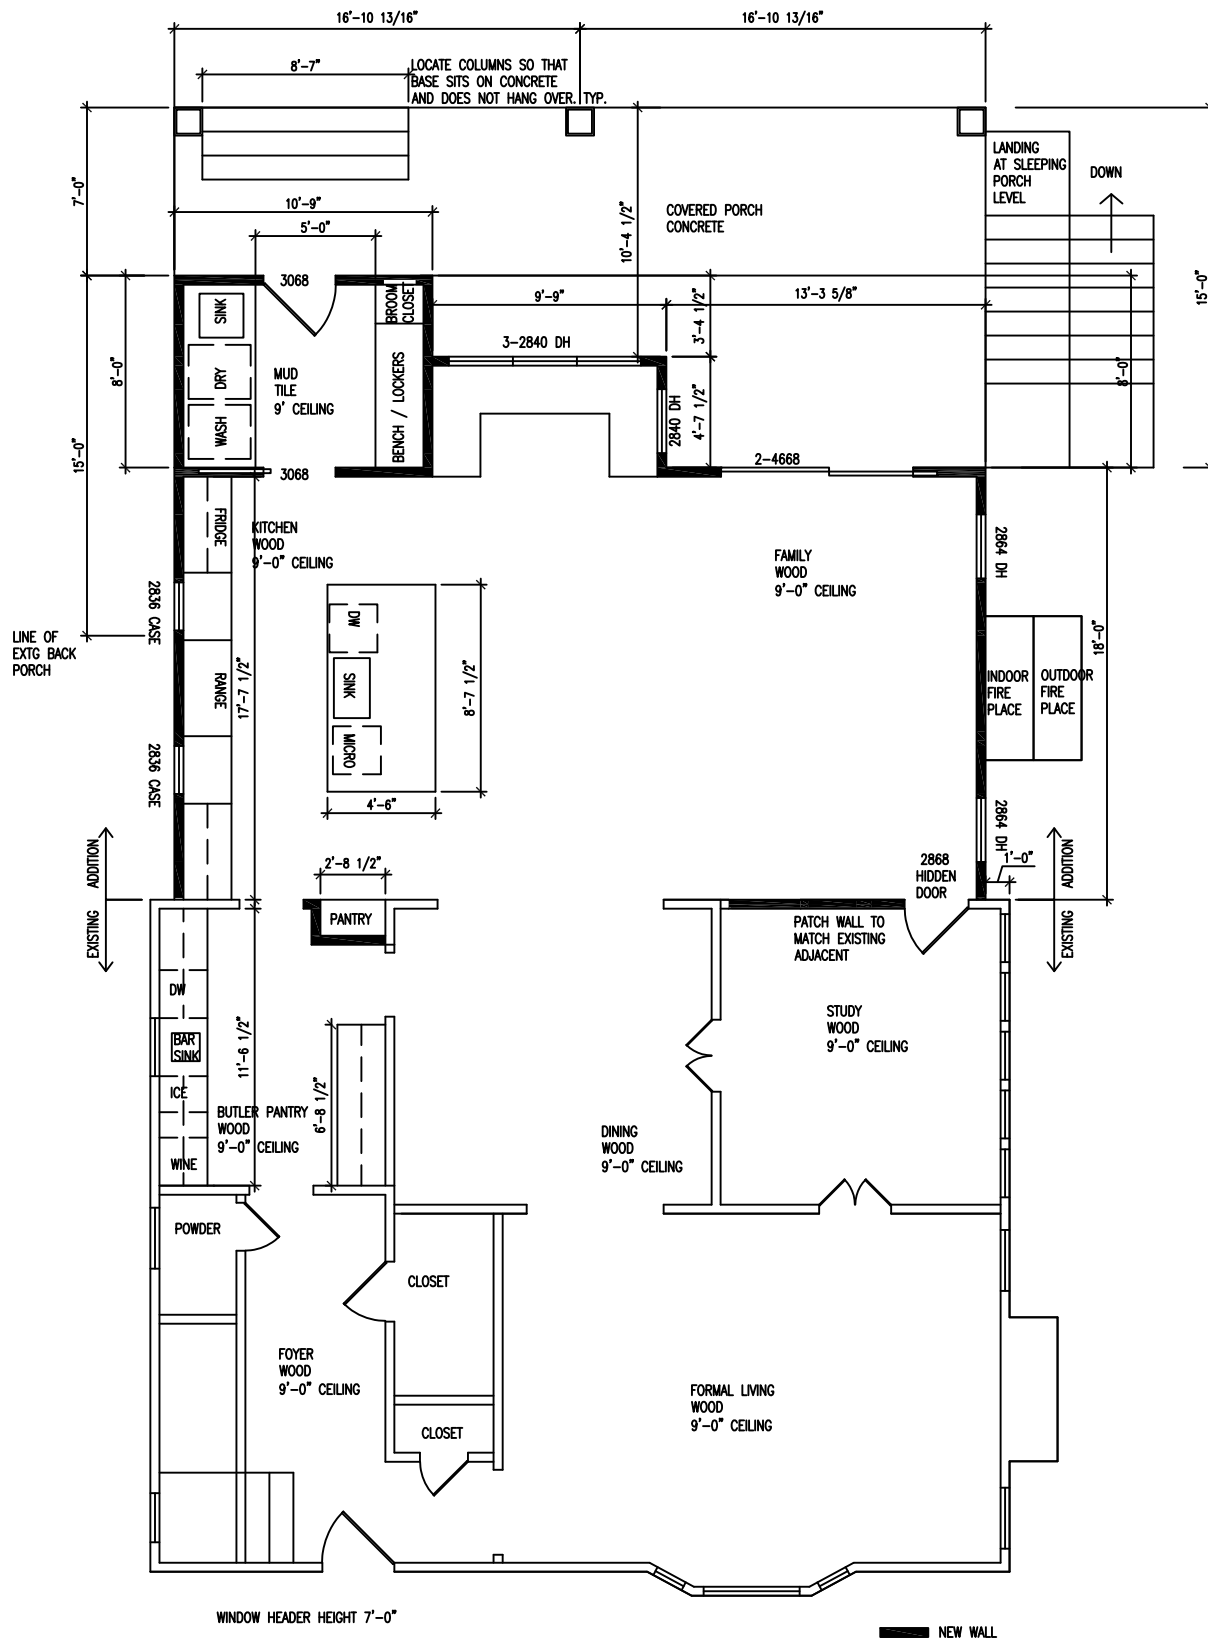 16'-10 13/16"
16'-10 13/16"
8'-7"
LOCATE COLUMNS SO THAT
BASE SITS ON CONCRETE
AND DOES NOT HANG OVER. TYP.
7'-0"
10'-9"
5'-0"
10'-4 1/2"
COVERED PORCH
CONCRETE
LANDING
AT SLEEPING
PORCH
LEVEL
DOWN
15'-0"
3068
9'-9"
13'-3 5/8"
3'-4 1/2"
8'-0"
SINK
DRY
WASH
MUD
TILE
9' CEILING
BROOM
CLOSET
BENCH / LOCKERS
3-2840 DH
2840 DH
4'-7 1/2"
8'-0"
15'-0"
3068
2-4668
FRIDGE
KITCHEN
WOOD
9'-0" CEILING
FAMILY
WOOD
9'-0" CEILING
2864 DH
2836 CASE
LINE OF
EXTG BACK
PORCH
RANGE
17'-7 1/2"
DW
SINK
MICRO
8'-7 1/2"
4'-6"
INDOOR
FIRE
PLACE
OUTDOOR
FIRE
PLACE
18'-0"
2836 CASE
2864 DH
1'-0"
ADDITION
EXISTING
2'-8 1/2"
PANTRY
2868
HIDDEN
DOOR
ADDITION
EXISTING
PATCH WALL TO
MATCH EXISTING
ADJACENT
DW
BAR
SINK
ICE
WINE
11'-6 1/2"
BUTLER PANTRY
WOOD
9'-0" CEILING
6'-8 1/2"
STUDY
WOOD
9'-0" CEILING
DINING
WOOD
9'-0" CEILING
POWDER
CLOSET
FOYER
WOOD
9'-0" CEILING
CLOSET
FORMAL LIVING
WOOD
9'-0" CEILING
WINDOW HEADER HEIGHT 7'-0"
NEW WALL